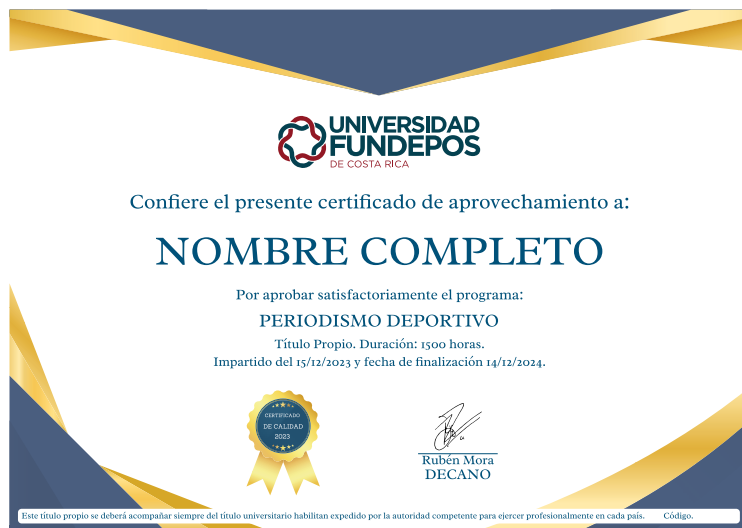 UNIVERSIDAD
FUNDEPOS
DE COSTA RICA
Confiere el presente certificado de aprovechamiento a:
NOMBRE COMPLETO
Por aprobar satisfactoriamente el programa:
PERIODISMO DEPORTIVO
Título Propio. Duración: 1500 horas.
Impartido del 15/12/2023 y fecha de finalización 14/12/2024.
CERTIFICADO
DE CALIDAD
2023
Rubén Mora
DECANO
Este título propio se deberá acompañar siempre del título universitario habilitan expedido por la autoridad competente para ejercer profesionalmente en cada país. Código.